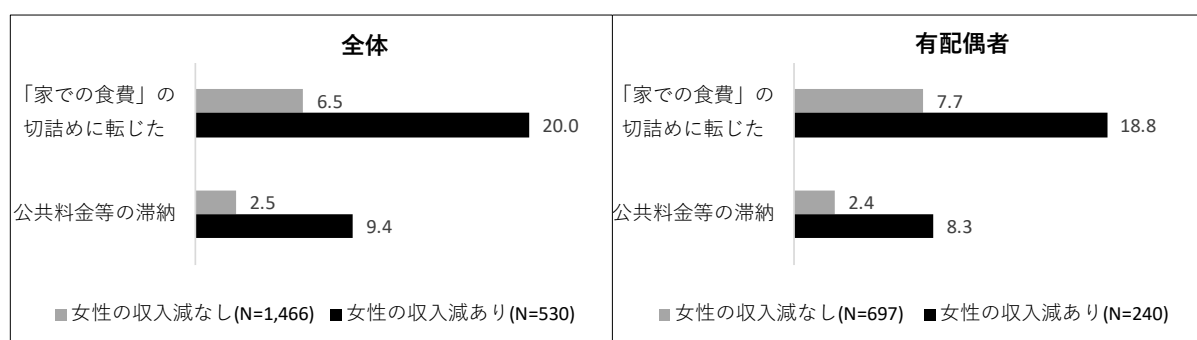 全体
「家での食費」の
切詰めに転じた
6.5
20.0
公共料金等の滞納
2.5
9.4
■女性の収入減なし(N=1,466) ■女性の収入減あり(N=530)
有配偶者
「家での食費」の
切詰めに転じた
7.7
18.8
公共料金等の滞納
2.4
8.3
■女性の収入減なし(N=697) ■女性の収入減あり(N=240)